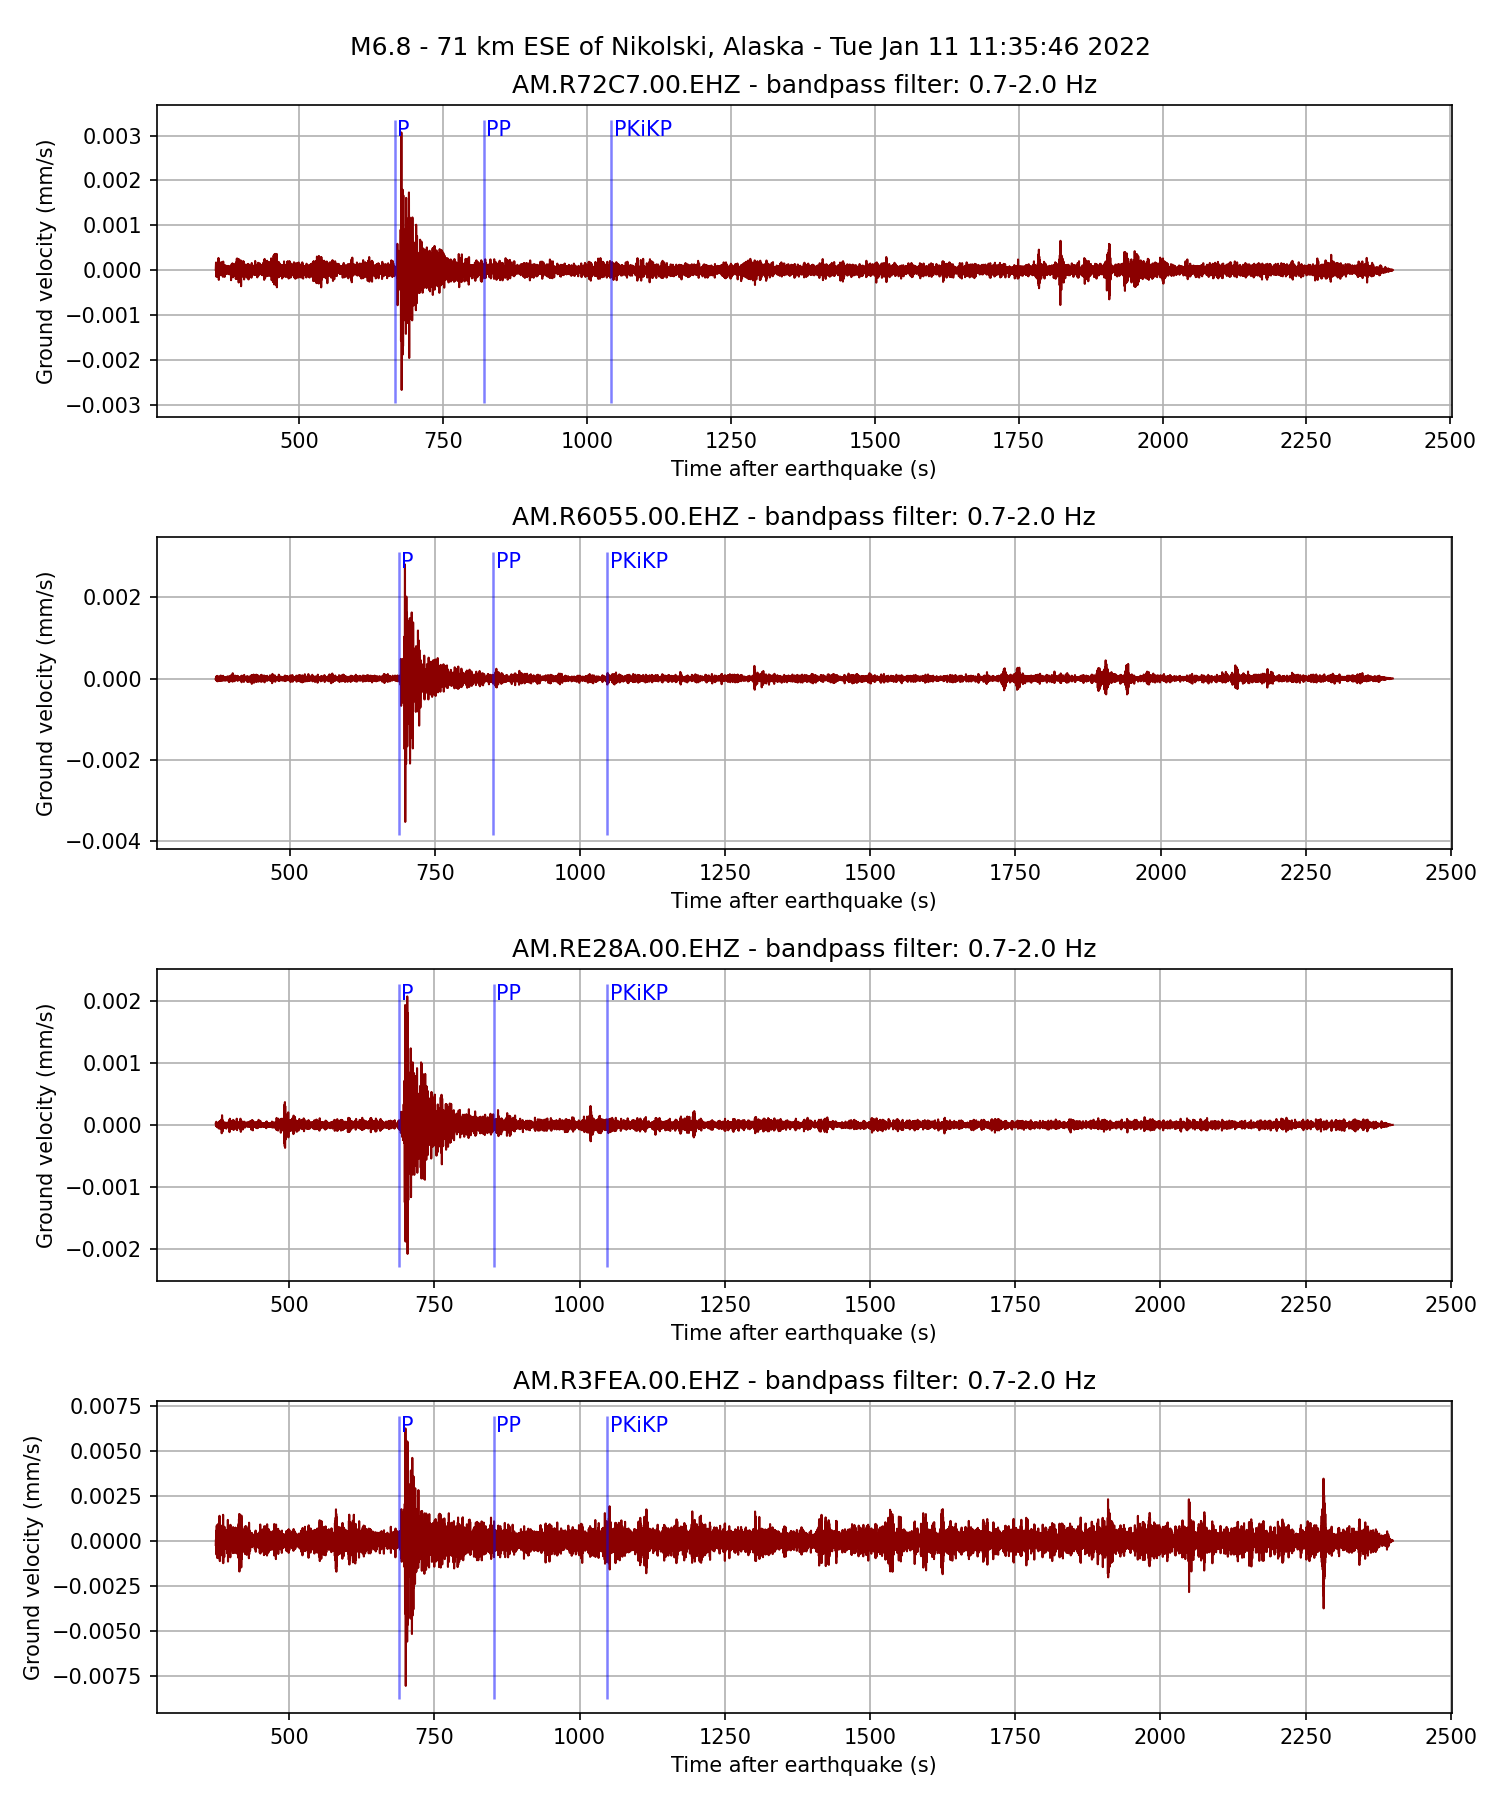 M6.8 - 71 km ESE of Nikolski, Alaska - Tue Jan 11 11:35:46 2022
AM.R72C7.00.EHZ - bandpass filter: 0.7-2.0 Hz
P PP PKiKP
Ground velocity (mm/s)
0.003
0.002
0.001
0.000
−0.001
−0.002
−0.003
500 750 1000 1250 1500 1750 2000 2250 2500
Time after earthquake (s)
AM.R6055.00.EHZ - bandpass filter: 0.7-2.0 Hz
P PP PKiKP
Ground velocity (mm/s)
0.002
0.000
−0.002
−0.004
500 750 1000 1250 1500 1750 2000 2250 2500
Time after earthquake (s)
AM.RE28A.00.EHZ - bandpass filter: 0.7-2.0 Hz
P PP PKiKP
Ground velocity (mm/s)
0.002
0.001
0.000
−0.001
−0.002
500 750 1000 1250 1500 1750 2000 2250 2500
Time after earthquake (s)
AM.R3FEA.00.EHZ - bandpass filter: 0.7-2.0 Hz
P PP PKiKP
Ground velocity (mm/s)
0.0075
0.0050
0.0025
0.0000
−0.0025
−0.0050
−0.0075
500 750 1000 1250 1500 1750 2000 2250 2500
Time after earthquake (s)